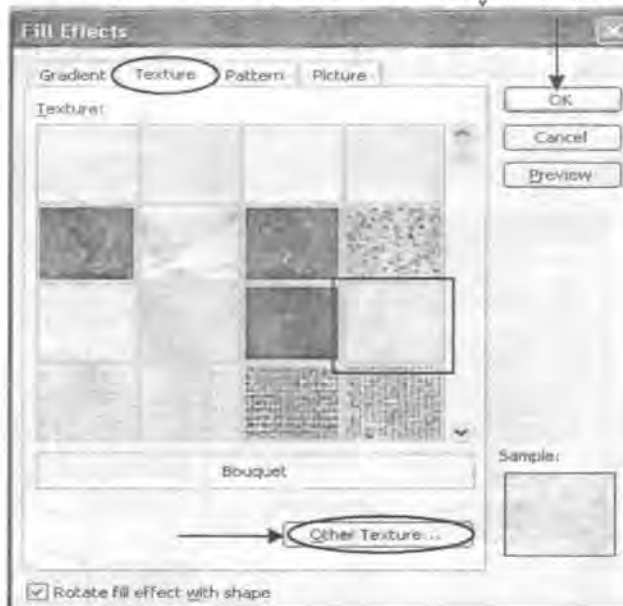 Fill Effects
Gradient Texture Pattern Picture
Texture:
OK
Cancel
Preview
Bouquet
Sample:
Other Texture ...
Rotate fill effect with shape